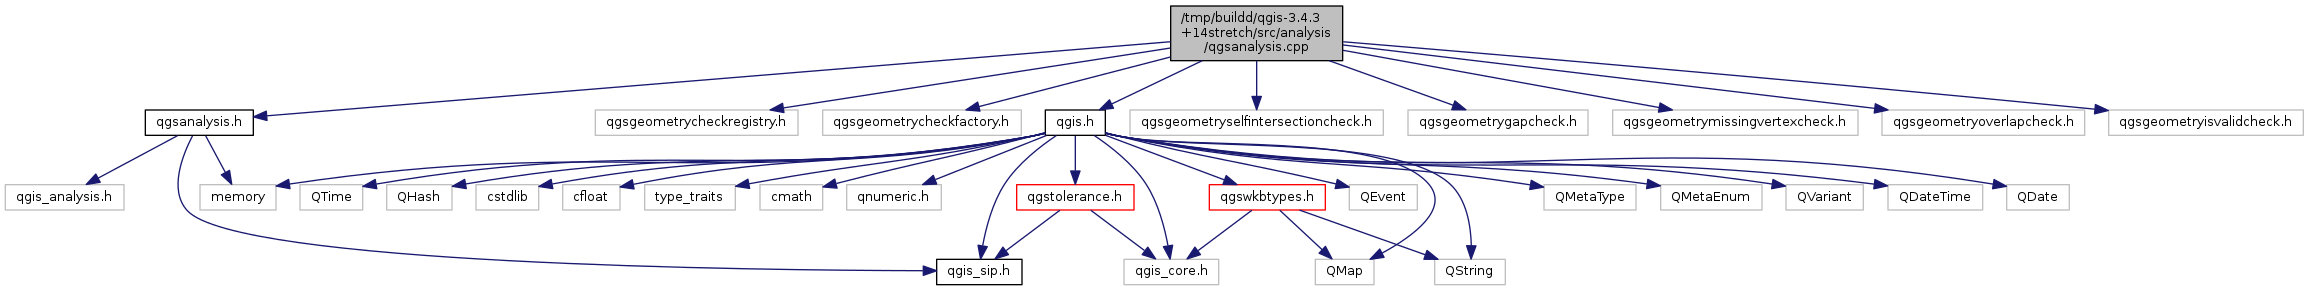 /tmp/buildd/qgis-3.4.3
+14stretch/src/analysis
/qgsanalysis.cpp
qgsanalysis.h
qgsgeometrycheckregistry.h
qgsgeometrycheckfactory.h
qgis.h
qgsgeometryselfintersectioncheck.h
qgsgeometrygapcheck.h
qgsgeometrymissingvertexcheck.h
qgsgeometryoverlapcheck.h
qgsgeometryisvalidcheck.h
qgis_analysis.h
memory
QTime
QHash
cstdlib
cfloat
type_traits
cmath
qnumeric.h
qgstolerance.h
qgswkbtypes.h
QEvent
QMetaType
QMetaEnum
QVariant
QDateTime
QDate
qgis_sip.h
qgis_core.h
QMap
QString